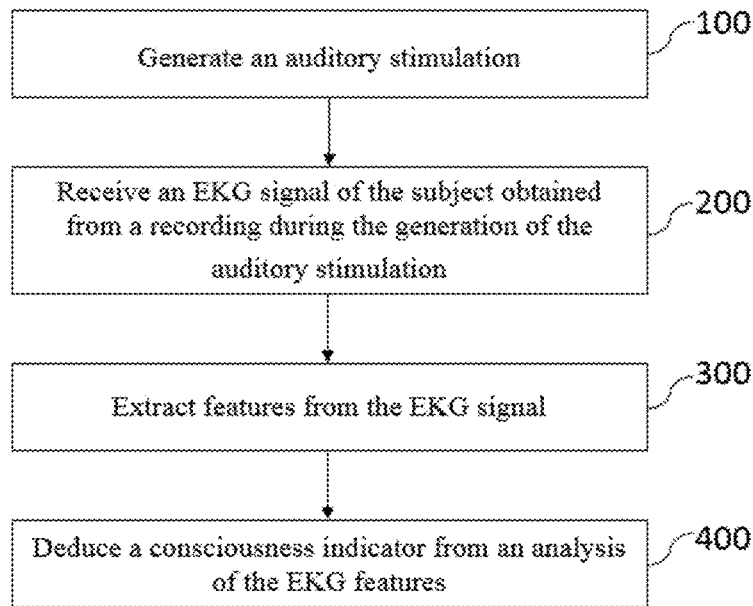 100
Generate an auditory stimulation
Receive an EKG signal of the subject obtained
from a recording during the generation of the
auditory stimulation
200
300
Extract features from the EKG signal
Deduce a consciousness indicator from an analysis
of the EKG features
400